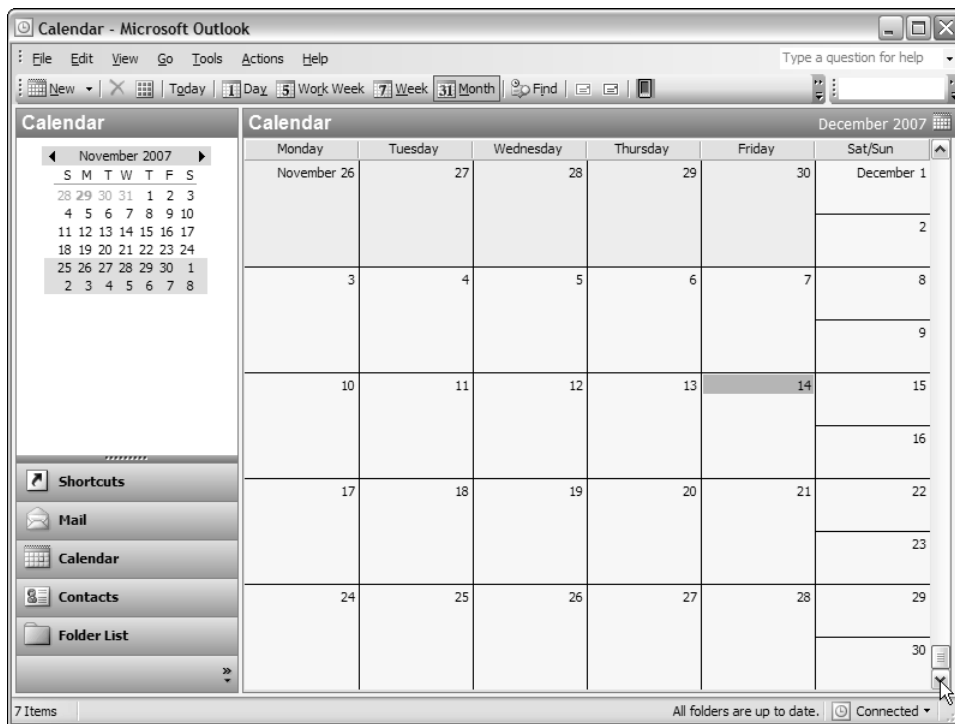 Calendar - Microsoft Outlook
File Edit View Go Tools Actions Help Type a question for help
New Today 1 Day 5 Work Week 7 Week 31 Month Find
Calendar
November 2007
S M T W T F S
28 29 30 31 1 2 3
4 5 6 7 8 9 10
11 12 13 14 15 16 17
18 19 20 21 22 23 24
25 26 27 28 29 30 1
2 3 4 5 6 7 8
Shortcuts
Mail
Calendar
Contacts
Folder List
Calendar December 2007
Monday Tuesday Wednesday Thursday Friday Sat/Sun
November 26 27 28 29 30 December 1
2
3 4 5 6 7 8
9
10 11 12 13 14 15
16
17 18 19 20 21 22
23
24 25 26 27 28 29
30
7 Items All folders are up to date. Connected